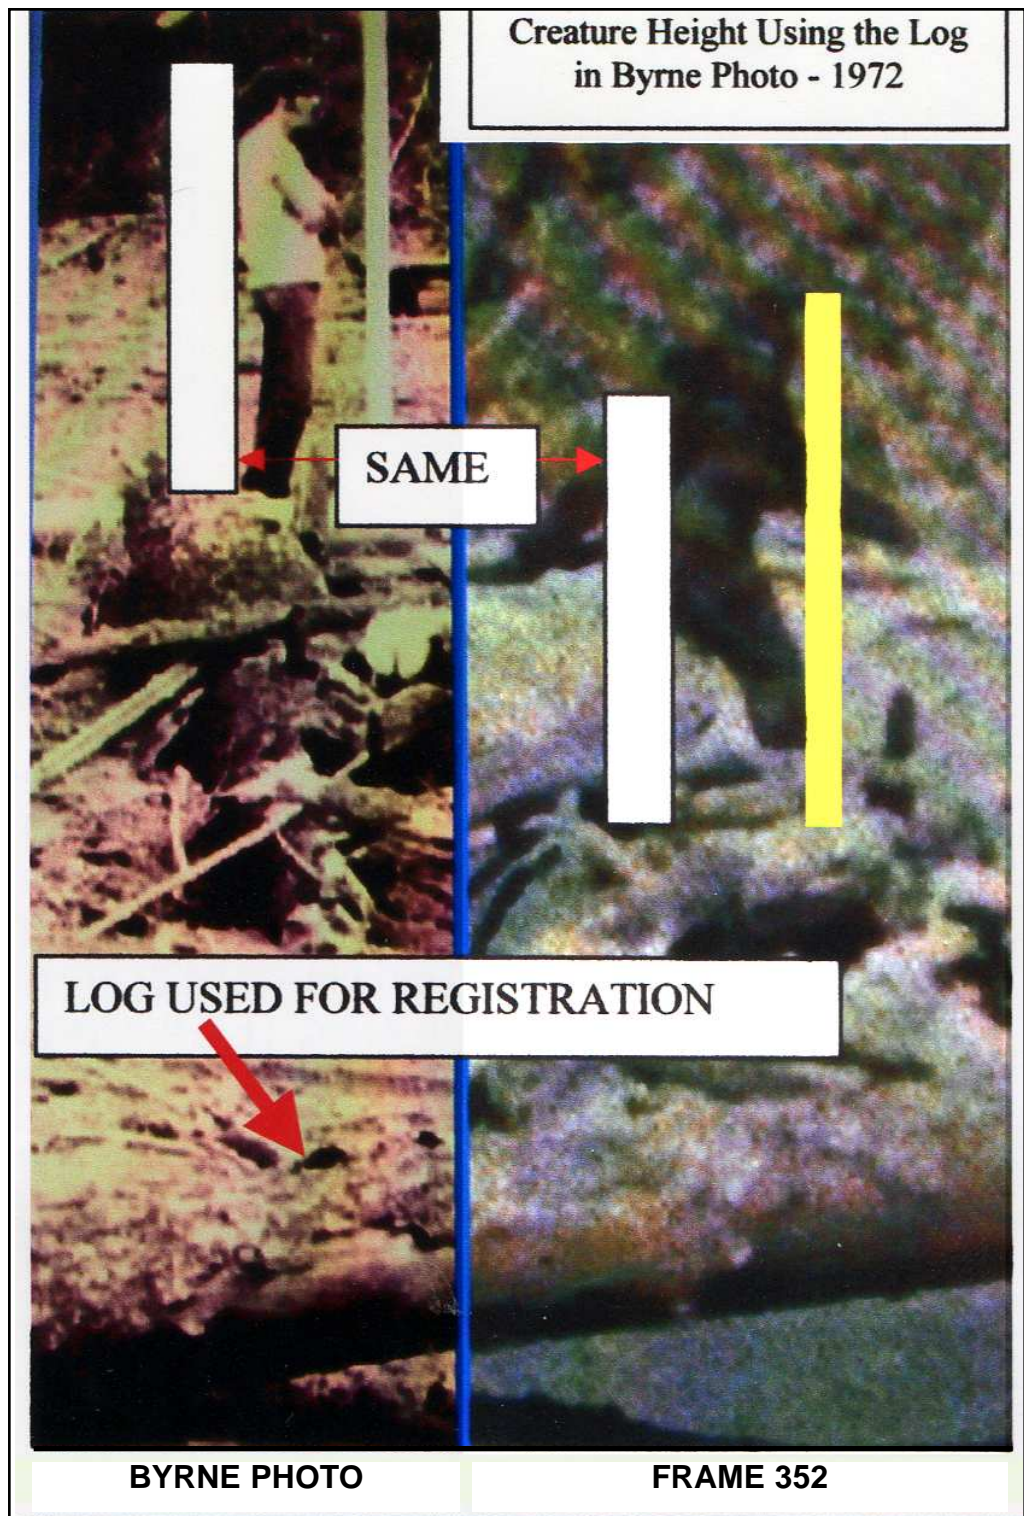 Creature Height Using the Log
in Byrne Photo - 1972
SAME
LOG USED FOR REGISTRATION
BYRNE PHOTO
FRAME 352